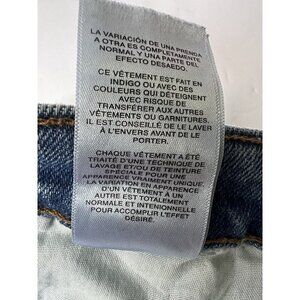 LA VARIACIÓN DE UNA PRENDA
A OTRA ES COMPLETAMENTE
NORMAL Y UNA PARTE DEL
EFECTO DESAEDO.
CE VÊTEMENT EST FAIT EN
INDIGO OU AVEC DES
COULEURS QUI DÉTEIGNENT
AVEC RISQUE DE
TRANSFÉRER AUX AUTRES
VÊTEMENTS OU GARNITURES.
IL EST CONSEILLÉ DE LE LAVER
À L'ENVERS AVANT DE LE
PORTER.
CHAQUE VÊTEMENT A ÉTÉ
TRAITÉ D'UNE TECHNIQUE DE
LAVAGE ET/OU DE TEINTURE
SPÉCIALE POUR UNE
APPARENCE VRAIMENT UNIQUE.
LA VARIATION EN APPARENCE
D'UN VÊTEMENT À UN
AUTRE EST TOTALEMENT
NORMALE ET INTENTIONNELLE
POUR ACCOMPLIR L'EFFET
DÉSIRÉ.